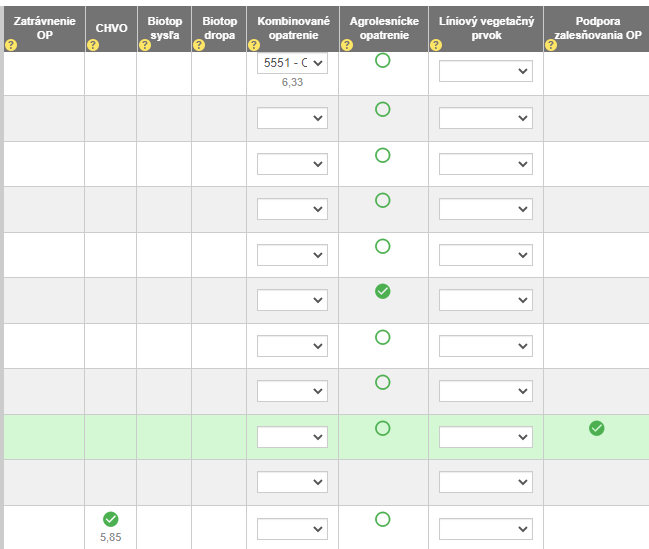 Zatrávnenie OP
CHVO
Biotop sysľa
Biotop dropa
Kombinované opatrenie
Agrolesnícke opatrenie
Líniový vegetačný prvok
Podpora zalesňovania OP
? ? ? ? ? ? ? ?
5551 - C
6,33
5,85